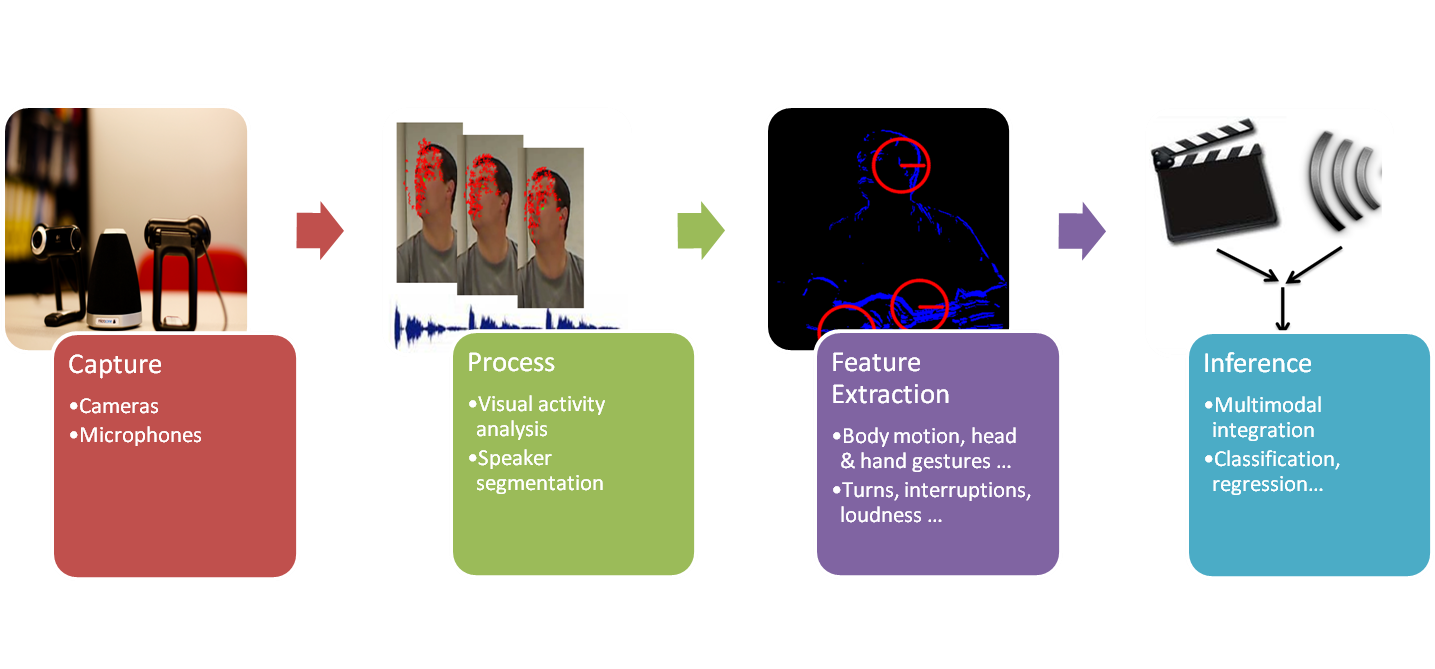 Capture
•Cameras
•Microphones
Process
•Visual activity
analysis
•Speaker
segmentation
Feature
Extraction
•Body motion, head
& hand gestures ...
•Turns, interruptions,
loudness ...
Inference
•Multimodal
integration
•Classification,
regression...